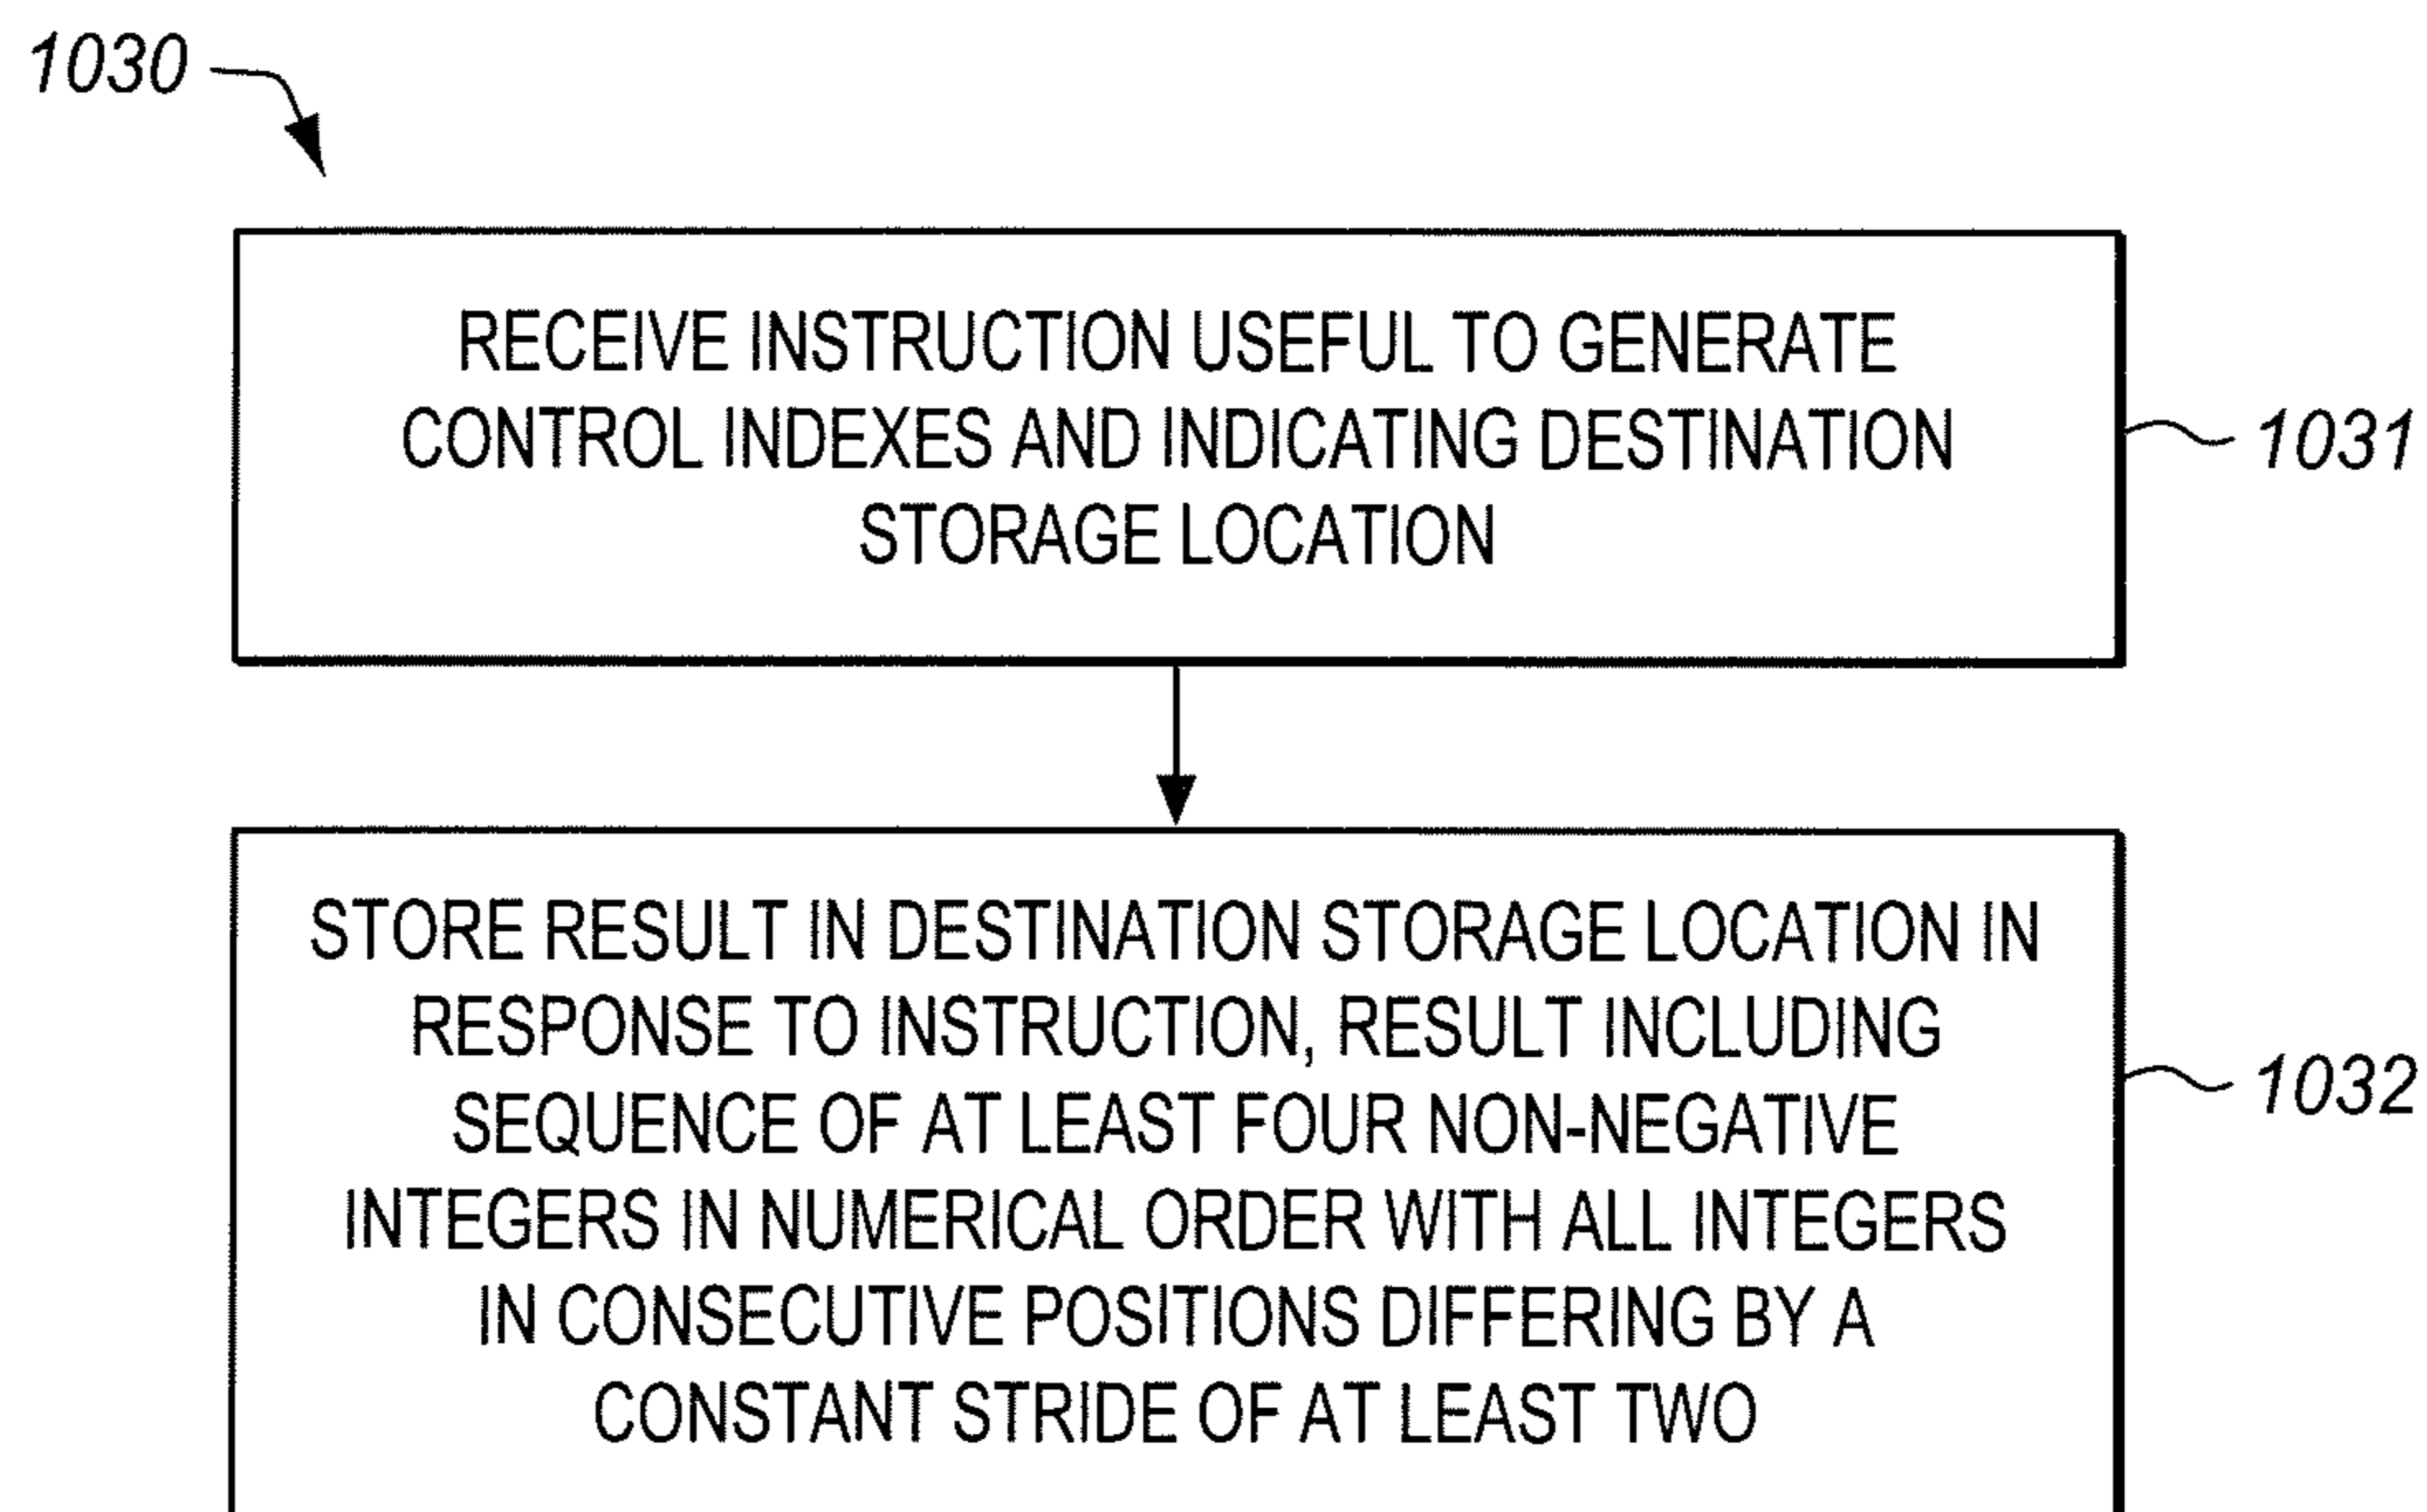 1030
RECEIVE INSTRUCTION USEFUL TO GENERATE
CONTROL INDEXES AND INDICATING DESTINATION
STORAGE LOCATION
1031
STORE RESULT IN DESTINATION STORAGE LOCATION IN
RESPONSE TO INSTRUCTION, RESULT INCLUDING
SEQUENCE OF AT LEAST FOUR NON-NEGATIVE
INTEGERS IN NUMERICAL ORDER WITH ALL INTEGERS
IN CONSECUTIVE POSITIONS DIFFERING BY A
CONSTANT STRIDE OF AT LEAST TWO
1032